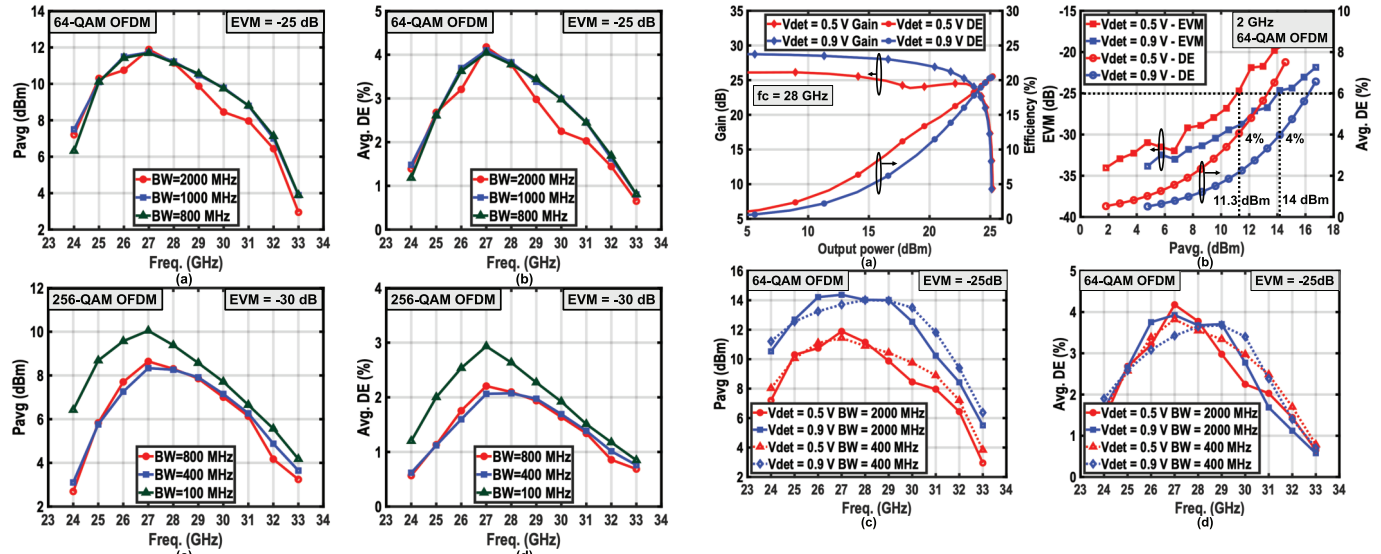 64-QAM OFDM
EVM = -25 dB
Pavg (dBm)
14
12
10
8
6
4
2
BW=2000 MHz
BW=1000 MHz
BW=800 MHz
23 24 25 26 27 28 29 30 31 32 33 34
Freq. (GHz)
(a)
64-QAM OFDM
EVM = -25 dB
Avg. DE (%)
5
4
3
2
1
0
BW=2000 MHz
BW=1000 MHz
BW=800 MHz
23 24 25 26 27 28 29 30 31 32 33 34
Freq. (GHz)
(b)
256-QAM OFDM
EVM = -30 dB
Pavg (dBm)
12
10
8
6
4
2
BW=800 MHz
BW=400 MHz
BW=100 MHz
23 24 25 26 27 28 29 30 31 32 33 34
Freq. (GHz)
(c)
256-QAM OFDM
EVM = -30 dB
Avg. DE (%)
4
3
2
1
0
BW=800 MHz
BW=400 MHz
BW=100 MHz
23 24 25 26 27 28 29 30 31 32 33 34
Freq. (GHz)
(d)
Vdet = 0.5 V Gain
Vdet = 0.5 V DE
Vdet = 0.9 V Gain
Vdet = 0.9 V DE
fc = 28 GHz
Gain (dB)
35
30
25
20
15
10
5
Efficiency (%)
30
25
20
15
10
5
0
5 10 15 20 25
Output power (dBm)
(a)
Vdet = 0.5 V - EVM
Vdet = 0.9 V - EVM
Vdet = 0.5 V - DE
Vdet = 0.9 V - DE
2 GHz
64-QAM OFDM
EVM (dB)
-15
-20
-25
-30
-35
-40
Avg. DE (%)
10
8
6
4
2
0
4%
4%
11.3 dBm
14 dBm
0 2 4 6 8 10 12 14 16 18
Pavg. (dBm)
(b)
64-QAM OFDM
EVM = -25dB
Pavg (dBm)
16
14
12
10
8
6
4
2
Vdet = 0.5 V BW = 2000 MHz
Vdet = 0.9 V BW = 2000 MHz
Vdet = 0.5 V BW = 400 MHz
Vdet = 0.9 V BW = 400 MHz
23 24 25 26 27 28 29 30 31 32 33 34
Freq. (GHz)
(c)
64-QAM OFDM
EVM = -25dB
Avg. DE (%)
5
4
3
2
1
0
Vdet = 0.5 V BW = 2000 MHz
Vdet = 0.9 V BW = 2000 MHz
Vdet = 0.5 V BW = 400 MHz
Vdet = 0.9 V BW = 400 MHz
23 24 25 26 27 28 29 30 31 32 33 34
Freq. (GHz)
(d)